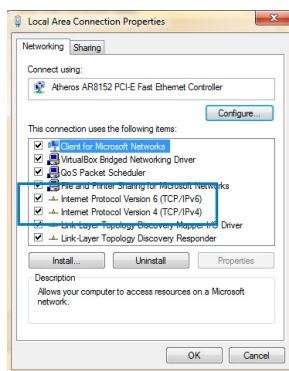 Local Area Connection Properties
Networking
Sharing
Connect using:
Atheros AR8152 PCI-E Fast Ethernet Controller
Configure...
This connection uses the following items:
Client for Microsoft Networks
VirtualBox Bridged Networking Driver
QoS Packet Scheduler
File and Printer Sharing for Microsoft Networks
Internet Protocol Version 6 (TCP/IPv6)
Internet Protocol Version 4 (TCP/IPv4)
Link-Layer Topology Discovery Mapper I/O Driver
Link-Layer Topology Discovery Responder
Install...
Uninstall
Properties
Description
Allows your computer to access resources on a Microsoft
network.
OK
Cancel